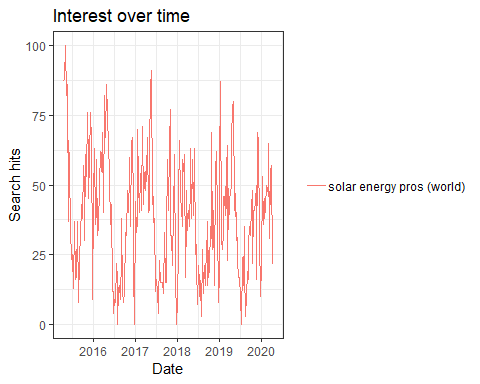 Interest over time
100
75
50
25
0
Search hits
2016 2017 2018 2019 2020
Date
solar energy pros (world)